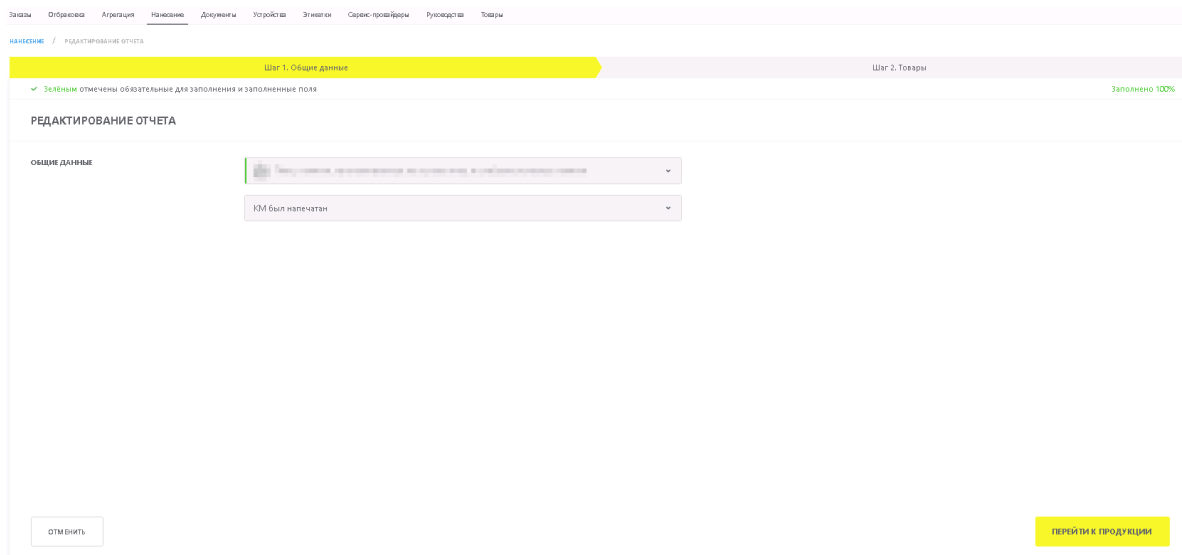 Заказы Отбраковка Агрегация Нанесение Документы Устройства Этикетки Сервис-провайдеры Руководства Товары
НАНЕСЕНИЕ / РЕДАКТИРОВАНИЕ ОТЧЕТА
Шаг 1. Общие данные Шаг 2. Товары
Зелёным отмечены обязательные для заполнения и заполненные поля Заполнено 100%
РЕДАКТИРОВАНИЕ ОТЧЕТА
ОБЩИЕ ДАННЫЕ
КМ был напечатан
ОТМЕНИТЬ ПЕРЕЙТИ К ПРОДУКЦИИ